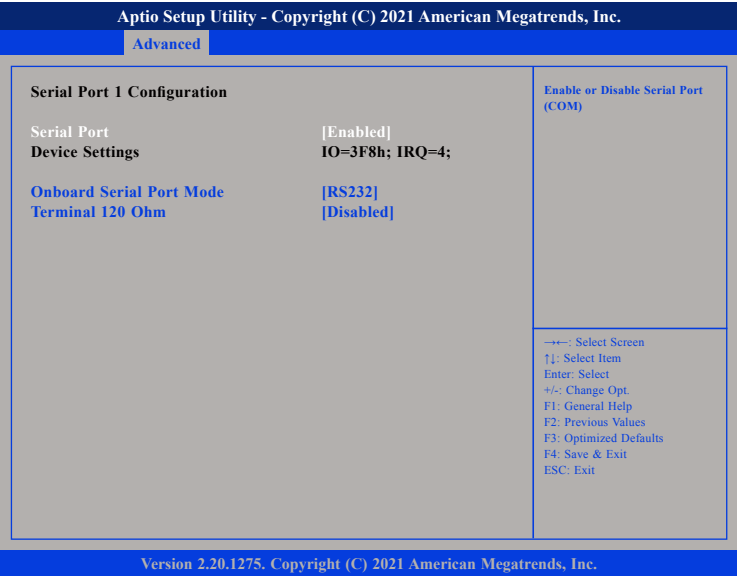 Aptio Setup Utility - Copyright (C) 2021 American Megatrends, Inc.
Advanced
Serial Port 1 Configuration
Serial Port [Enabled]
Device Settings IO=3F8h; IRQ=4;
Onboard Serial Port Mode [RS232]
Terminal 120 Ohm [Disabled]
Enable or Disable Serial Port
(COM)
→←: Select Screen
↑↓: Select Item
Enter: Select
+/-: Change Opt.
F1: General Help
F2: Previous Values
F3: Optimized Defaults
F4: Save & Exit
ESC: Exit
Version 2.20.1275. Copyright (C) 2021 American Megatrends, Inc.